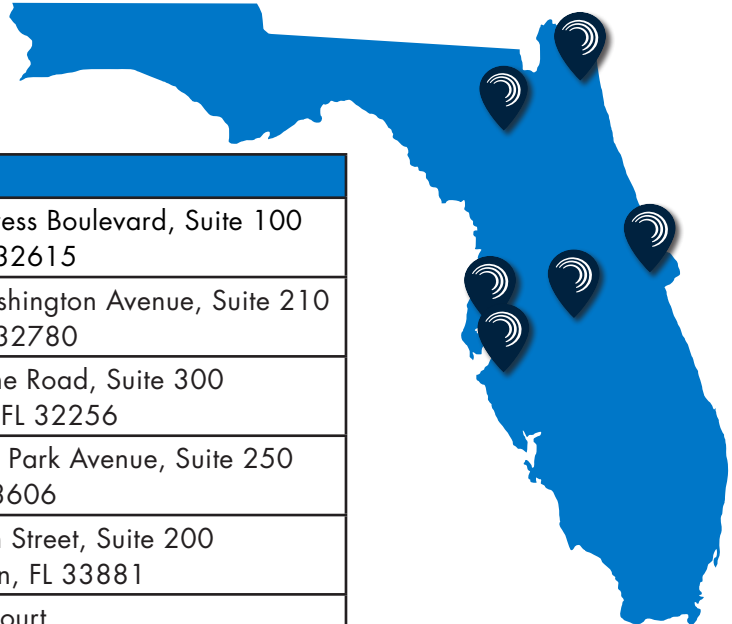 ess Boulevard, Suite 100
32615
shington Avenue, Suite 210
32780
ne Road, Suite 300
FL 32256
Park Avenue, Suite 250
3606
Street, Suite 200
n, FL 33881
ourt